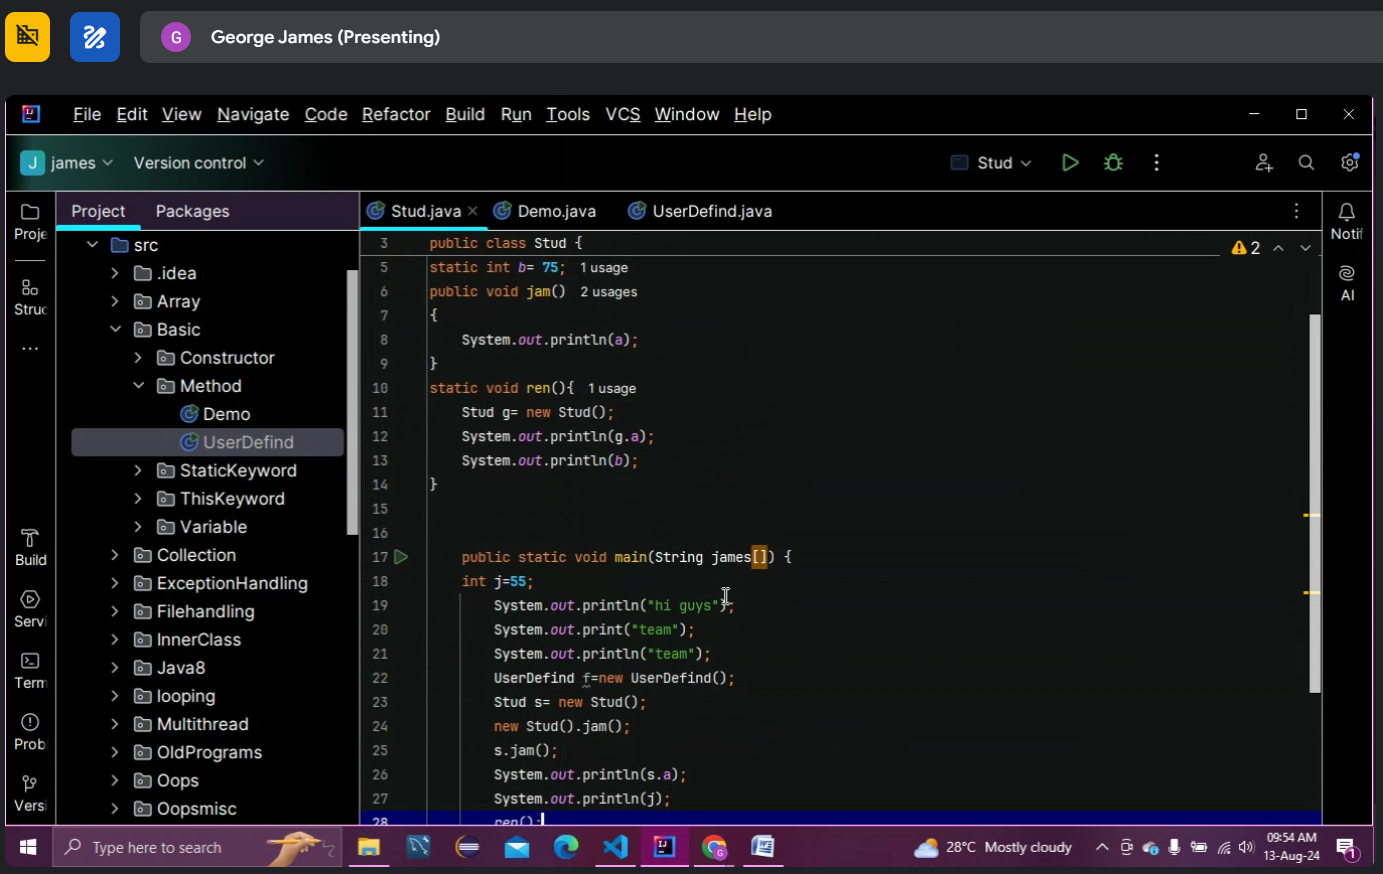 G George James (Presenting)
File Edit View Navigate Code Refactor Build Run Tools VCS Window Help
J james Version control Stud
Proje
Struc
...
Build
Servi
Term
Prob
Versi
Project Packages
src
.idea
Array
Basic
Constructor
Method
Demo
UserDefind
StaticKeyword
ThisKeyword
Variable
Collection
ExceptionHandling
Filehandling
InnerClass
Java8
looping
Multithread
OldPrograms
Oops
Oopsmisc
Stud.java Demo.java UserDefind.java
2
3 public class Stud {
5 static int b= 75; 1 usage
6 public void jam() 2 usages
7 {
8 System.out.println(a);
9 }
10 static void ren(){ 1 usage
11 Stud g= new Stud();
12 System.out.println(g.a);
13 System.out.println(b);
14 }
15
16
17 public static void main(String james[]) {
18 int j=55;
19 System.out.println("hi guys");
20 System.out.print("team");
21 System.out.println("team");
22 UserDefind f=new UserDefind();
23 Stud s= new Stud();
24 new Stud().jam();
25 s.jam();
26 System.out.println(s.a);
27 System.out.println(j);
28 ren();
Notif
AI
Type here to search
28°C Mostly cloudy
09:54 AM
13-Aug-24
1